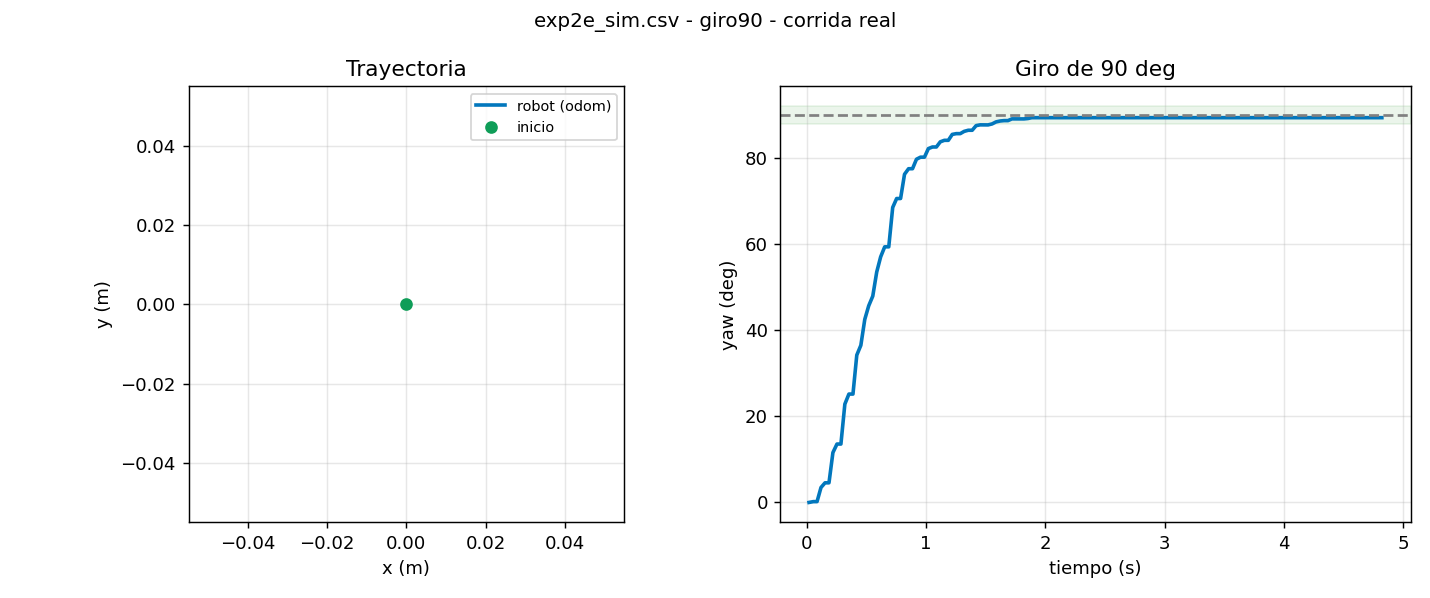 exp2e_sim.csv - giro90 - corrida real
Trayectoria
robot (odom)
inicio
0.04
0.02
0.00
−0.02
−0.04
y (m)
−0.04
−0.02
0.00
0.02
0.04
x (m)
Giro de 90 deg
80
60
40
20
0
yaw (deg)
0
1
2
3
4
5
tiempo (s)